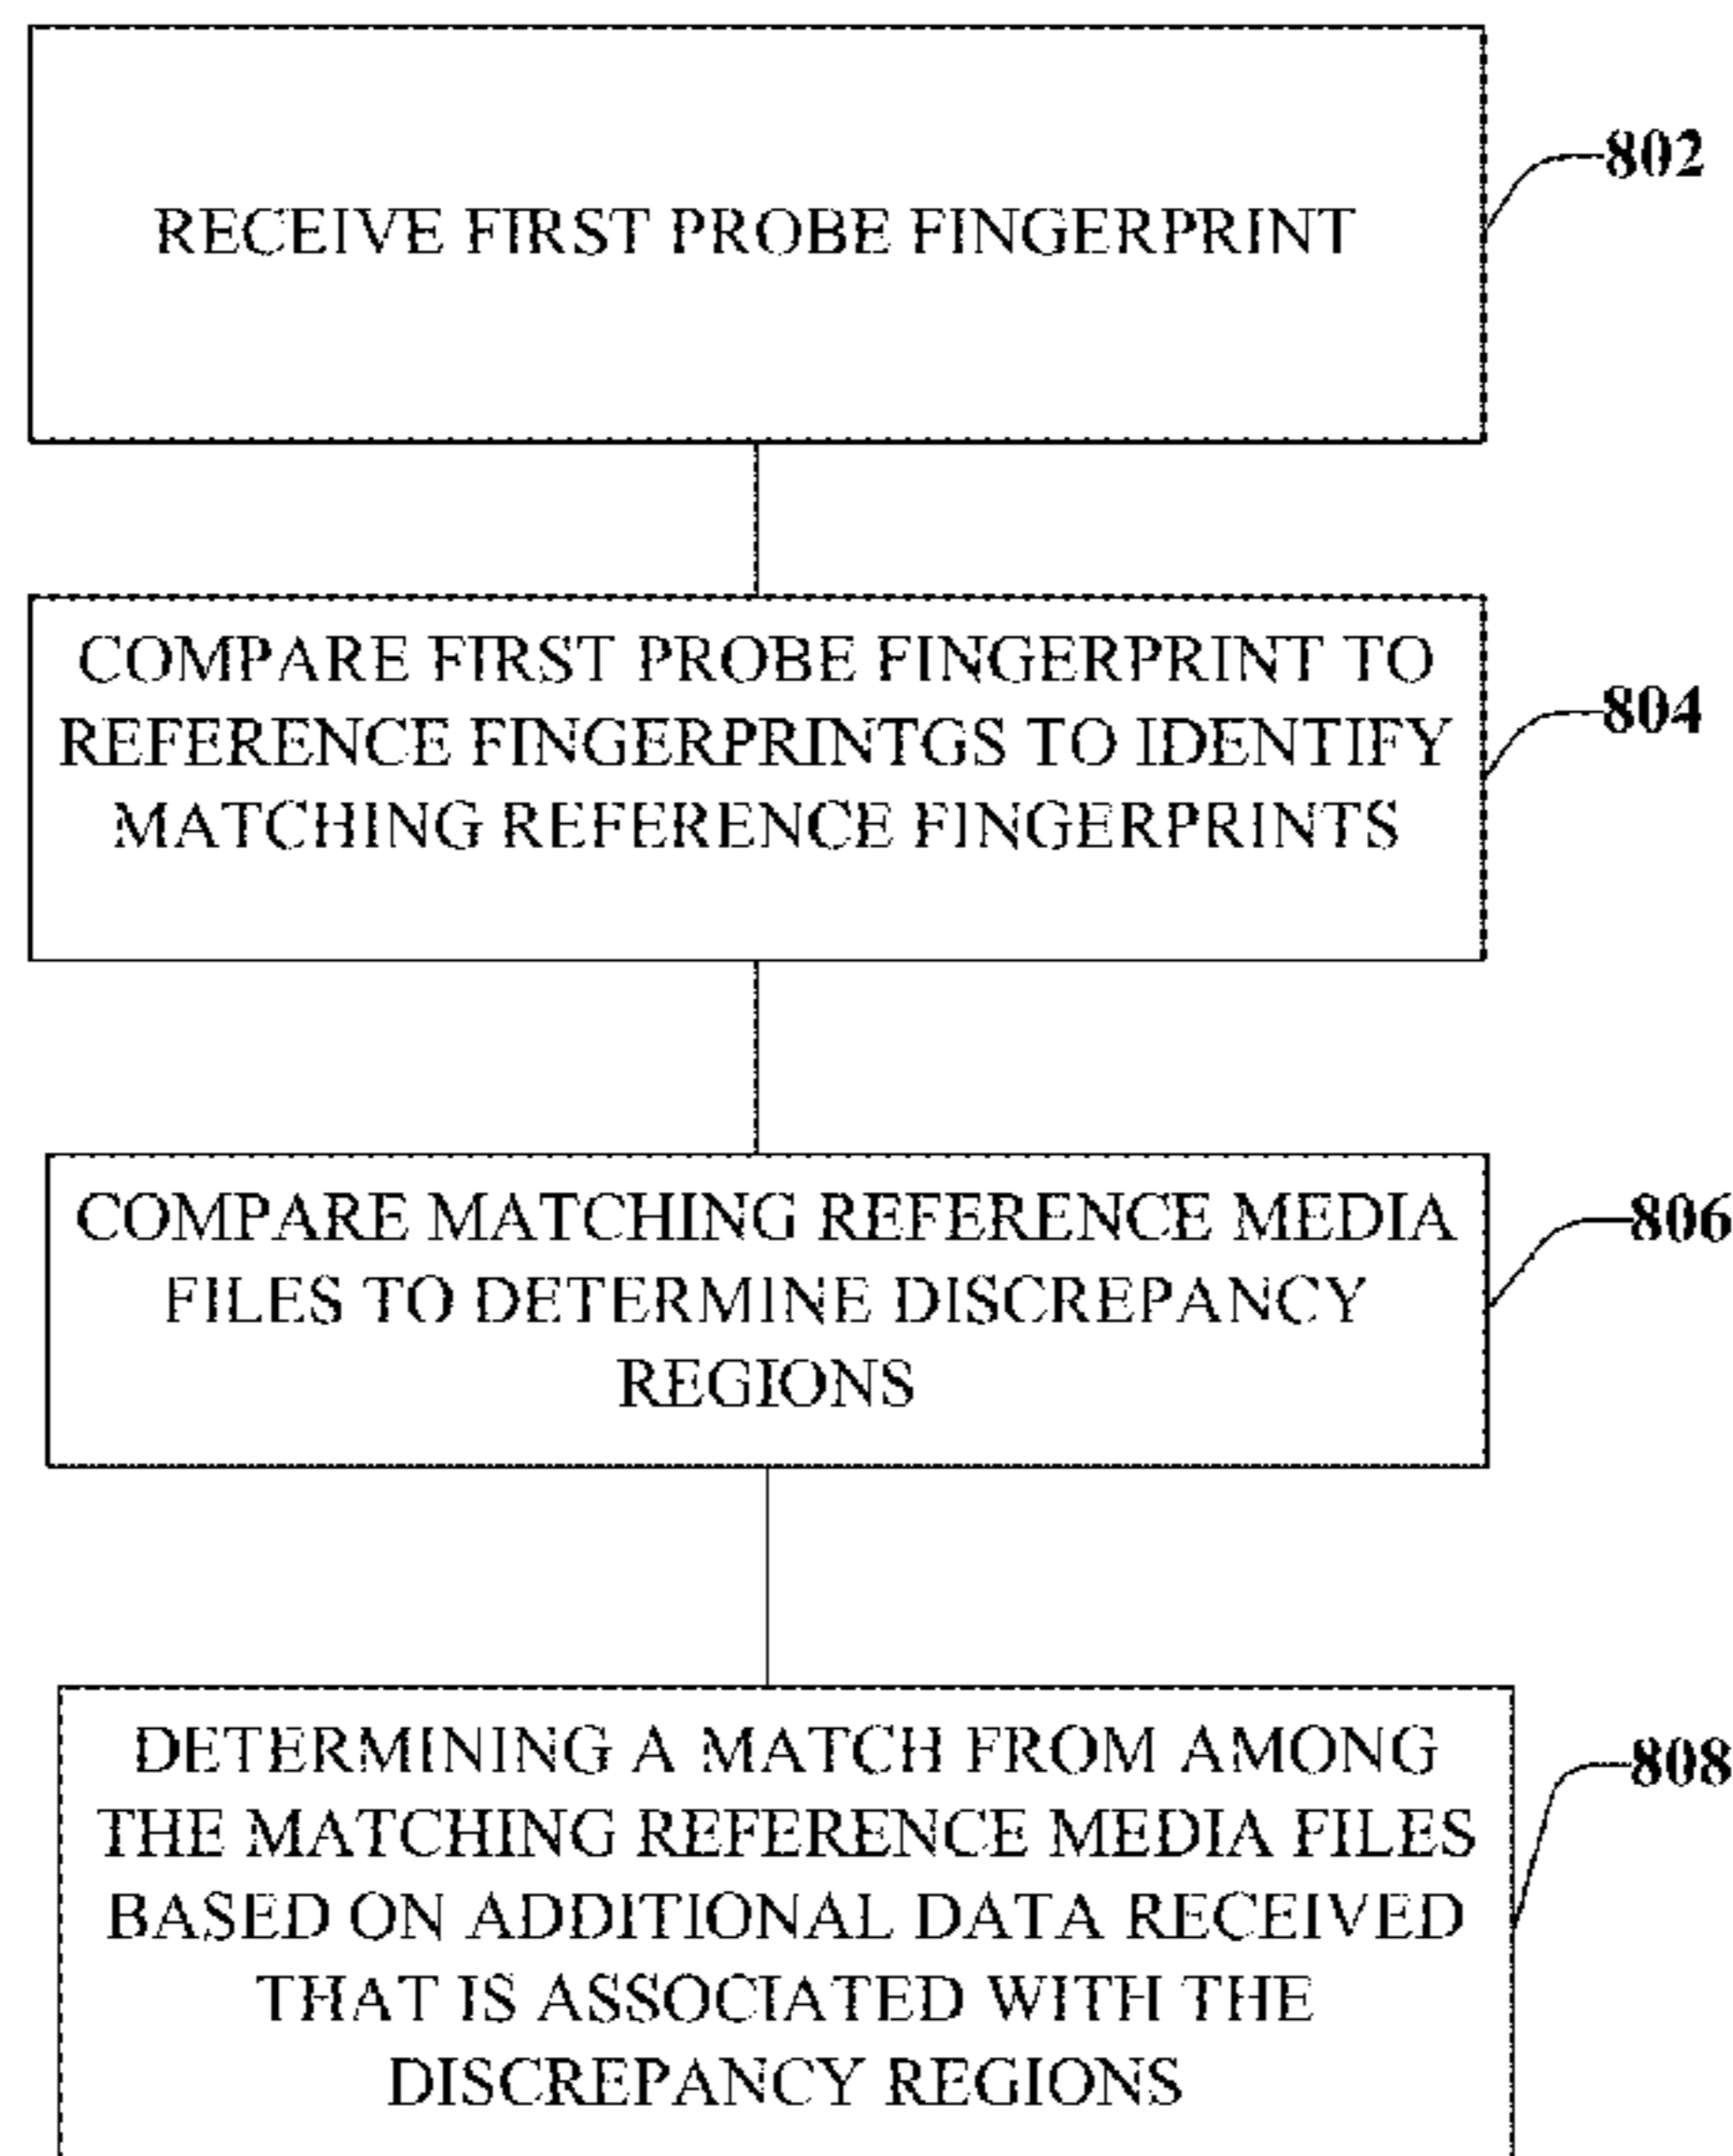 RECEIVE FIRST PROBE FINGERPRINT
802
COMPARE FIRST PROBE FINGERPRINT TO
REFERENCE FINGERPRINTGS TO IDENTIFY
MATCHING REFERENCE FINGERPRINTS
804
COMPARE MATCHING REFERENCE MEDIA
FILES TO DETERMINE DISCREPANCY
REGIONS
806
DETERMINING A MATCH FROM AMONG
THE MATCHING REFERENCE MEDIA FILES
BASED ON ADDITIONAL DATA RECEIVED
THAT IS ASSOCIATED WITH THE
DISCREPANCY REGIONS
808